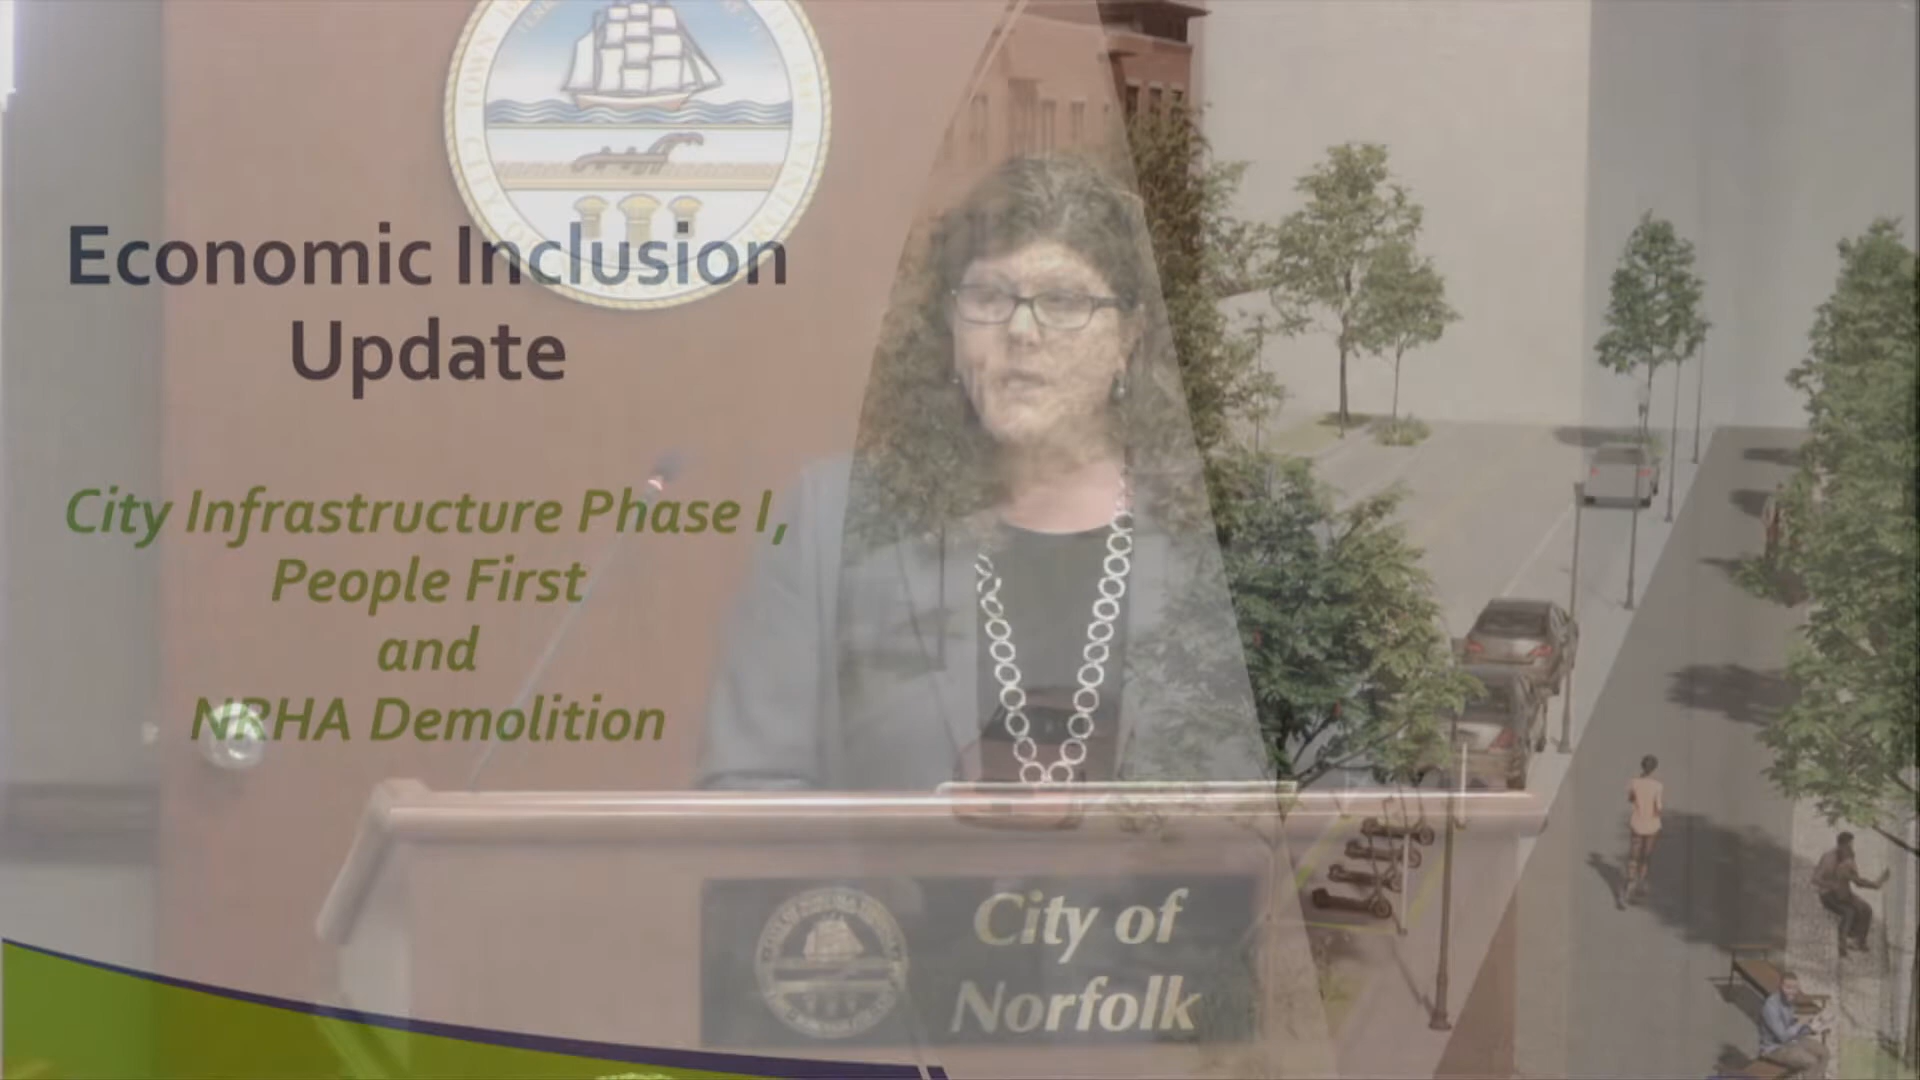 Economic Inclusion
Update
City Infrastructure Phase I,
People First
and
NRHA Demolition
City of
Norfolk